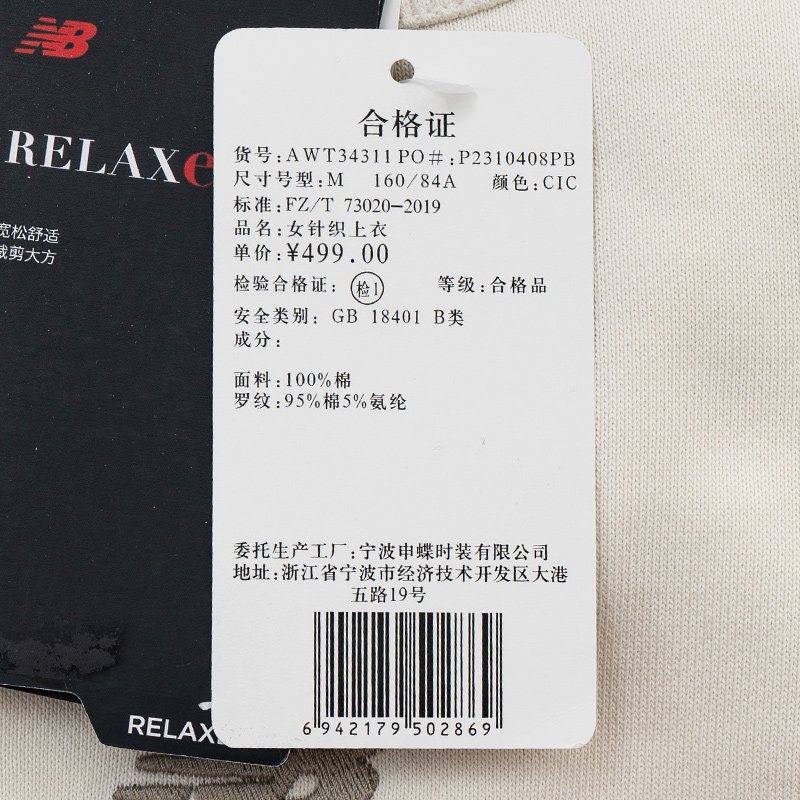 NB
RELAXe
宽松舒适
裁剪大方
合格证
货号:AWT34311 PO#:P2310408PB
尺寸号型:M 160/84A 颜色:CIC
标准:FZ/T 73020-2019
品名:女针织上衣
单价:¥499.00
检验合格证: 检1 等级:合格品
安全类别: GB 18401 B类
成分:
面料:100%棉
罗纹:95%棉5%氨纶
委托生产工厂:宁波申蝶时装有限公司
地址:浙江省宁波市经济技术开发区大港
五路19号
6942179502869
RELAX